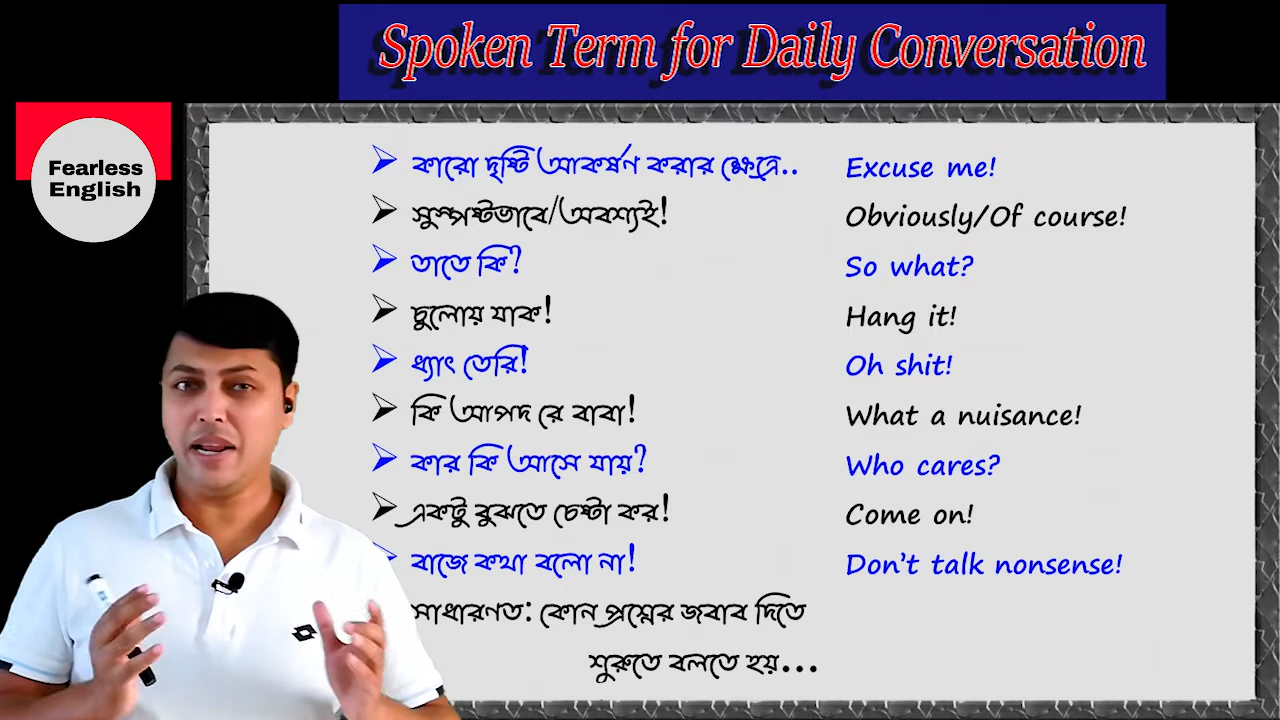 Spoken Term for Daily Conversation
Fearless
English
কারো দৃষ্টি আকর্ষণ করার ক্ষেত্রে.. Excuse me!
সুস্পষ্টভাবে/অবশ্যই! Obviously/Of course!
তাতে কি? So what?
চুলোয় যাক! Hang it!
ধ্যাৎ তেরি! Oh shit!
কি আপদ রে বাবা! What a nuisance!
কার কি আসে যায়? Who cares?
একটু বুঝতে চেষ্টা কর! Come on!
বাজে কথা বলো না! Don't talk nonsense!
সাধারণত: কোন প্রশ্নের জবাব দিতে
শুরুতে বলতে হয়...